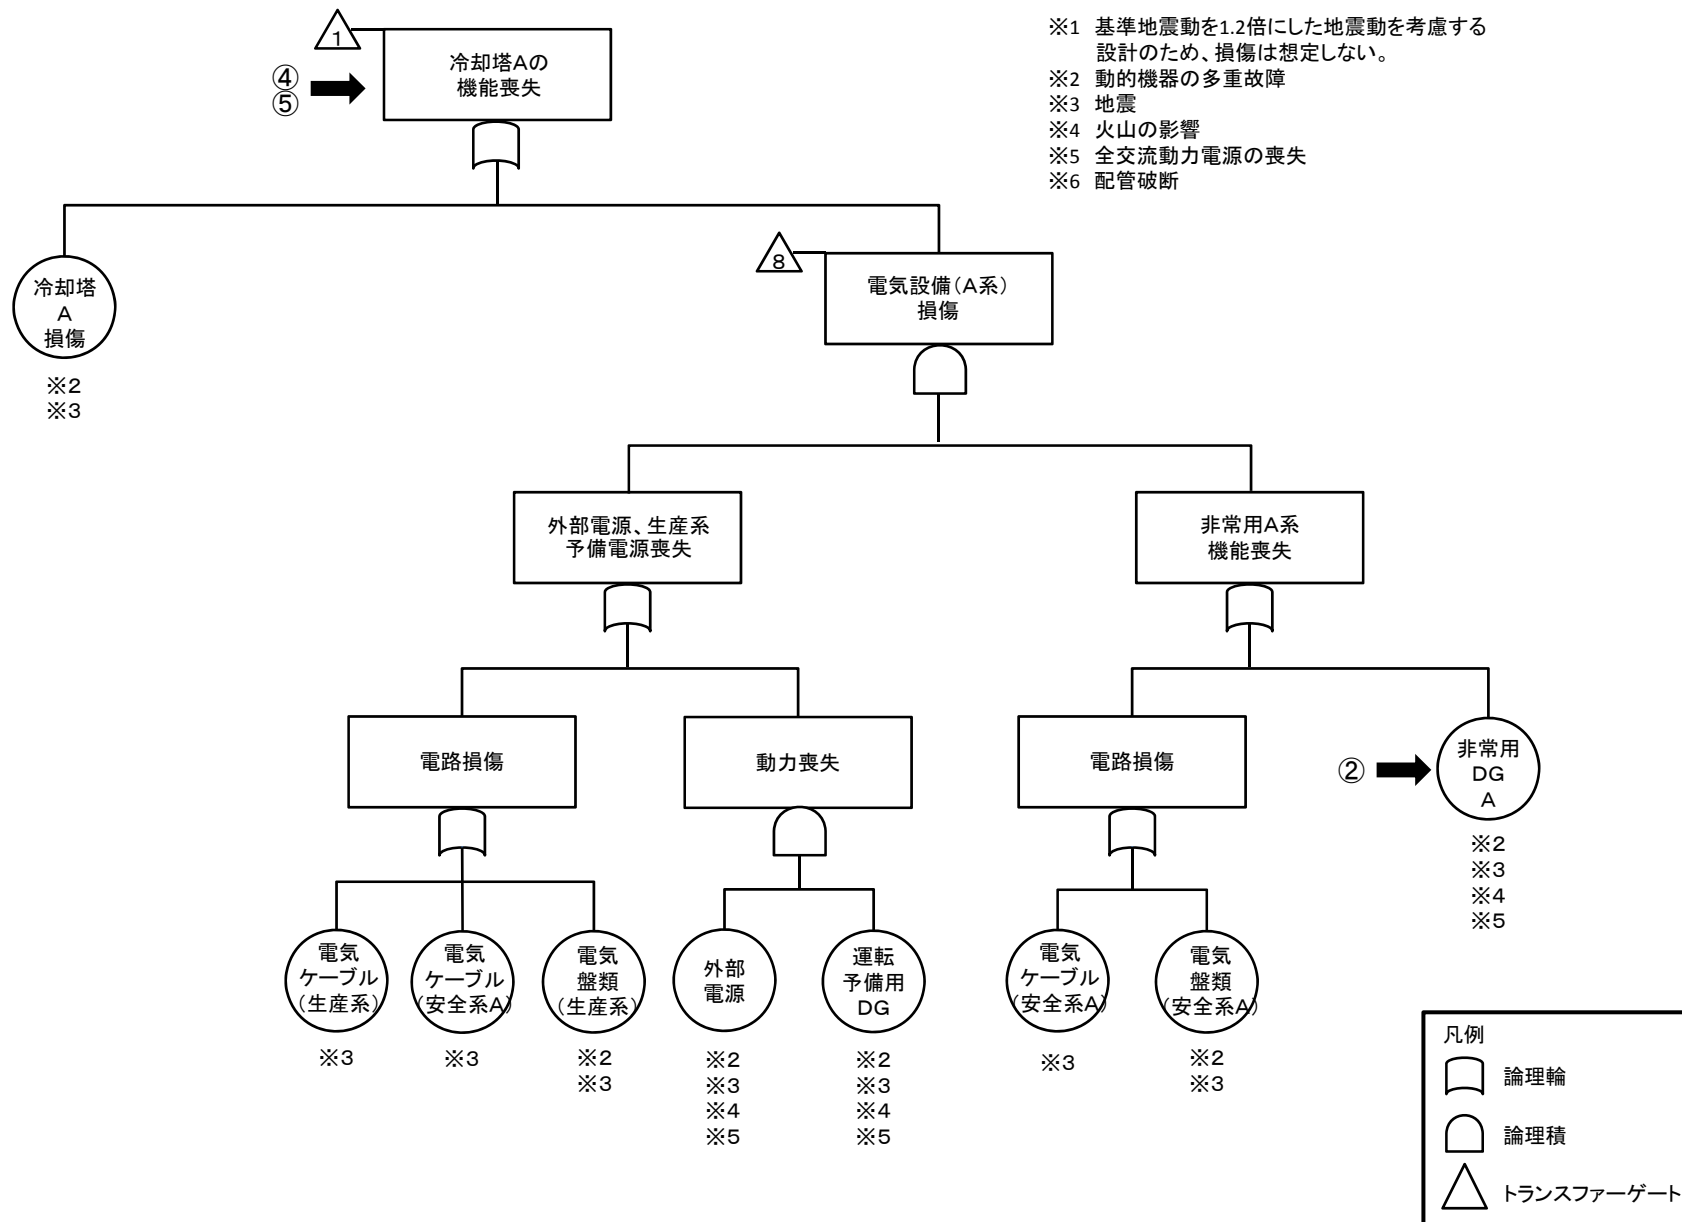 1
冷却塔Aの
機能喪失
④
⑤
※1 基準地震動を1.2倍にした地震動を考慮する
設計のため、損傷は想定しない。
※2 動的機器の多重故障
※3 地震
※4 火山の影響
※5 全交流動力電源の喪失
※6 配管破断
冷却塔
A
損傷
※2
※3
8
電気設備(A系)
損傷
外部電源、生産系
予備電源喪失
非常用A系
機能喪失
電路損傷
動力喪失
電路損傷
②
非常用
DG
A
※2
※3
※4
※5
電気
ケーブル
(生産系)
※3
電気
ケーブル
(安全系A)
※3
電気
盤類
(生産系)
※2
※3
外部
電源
※2
※3
※4
※5
運転
予備用
DG
※2
※3
※4
※5
電気
ケーブル
(安全系A)
※3
電気
盤類
(安全系A)
※2
※3
凡例
論理輪
論理積
トランスファーゲート